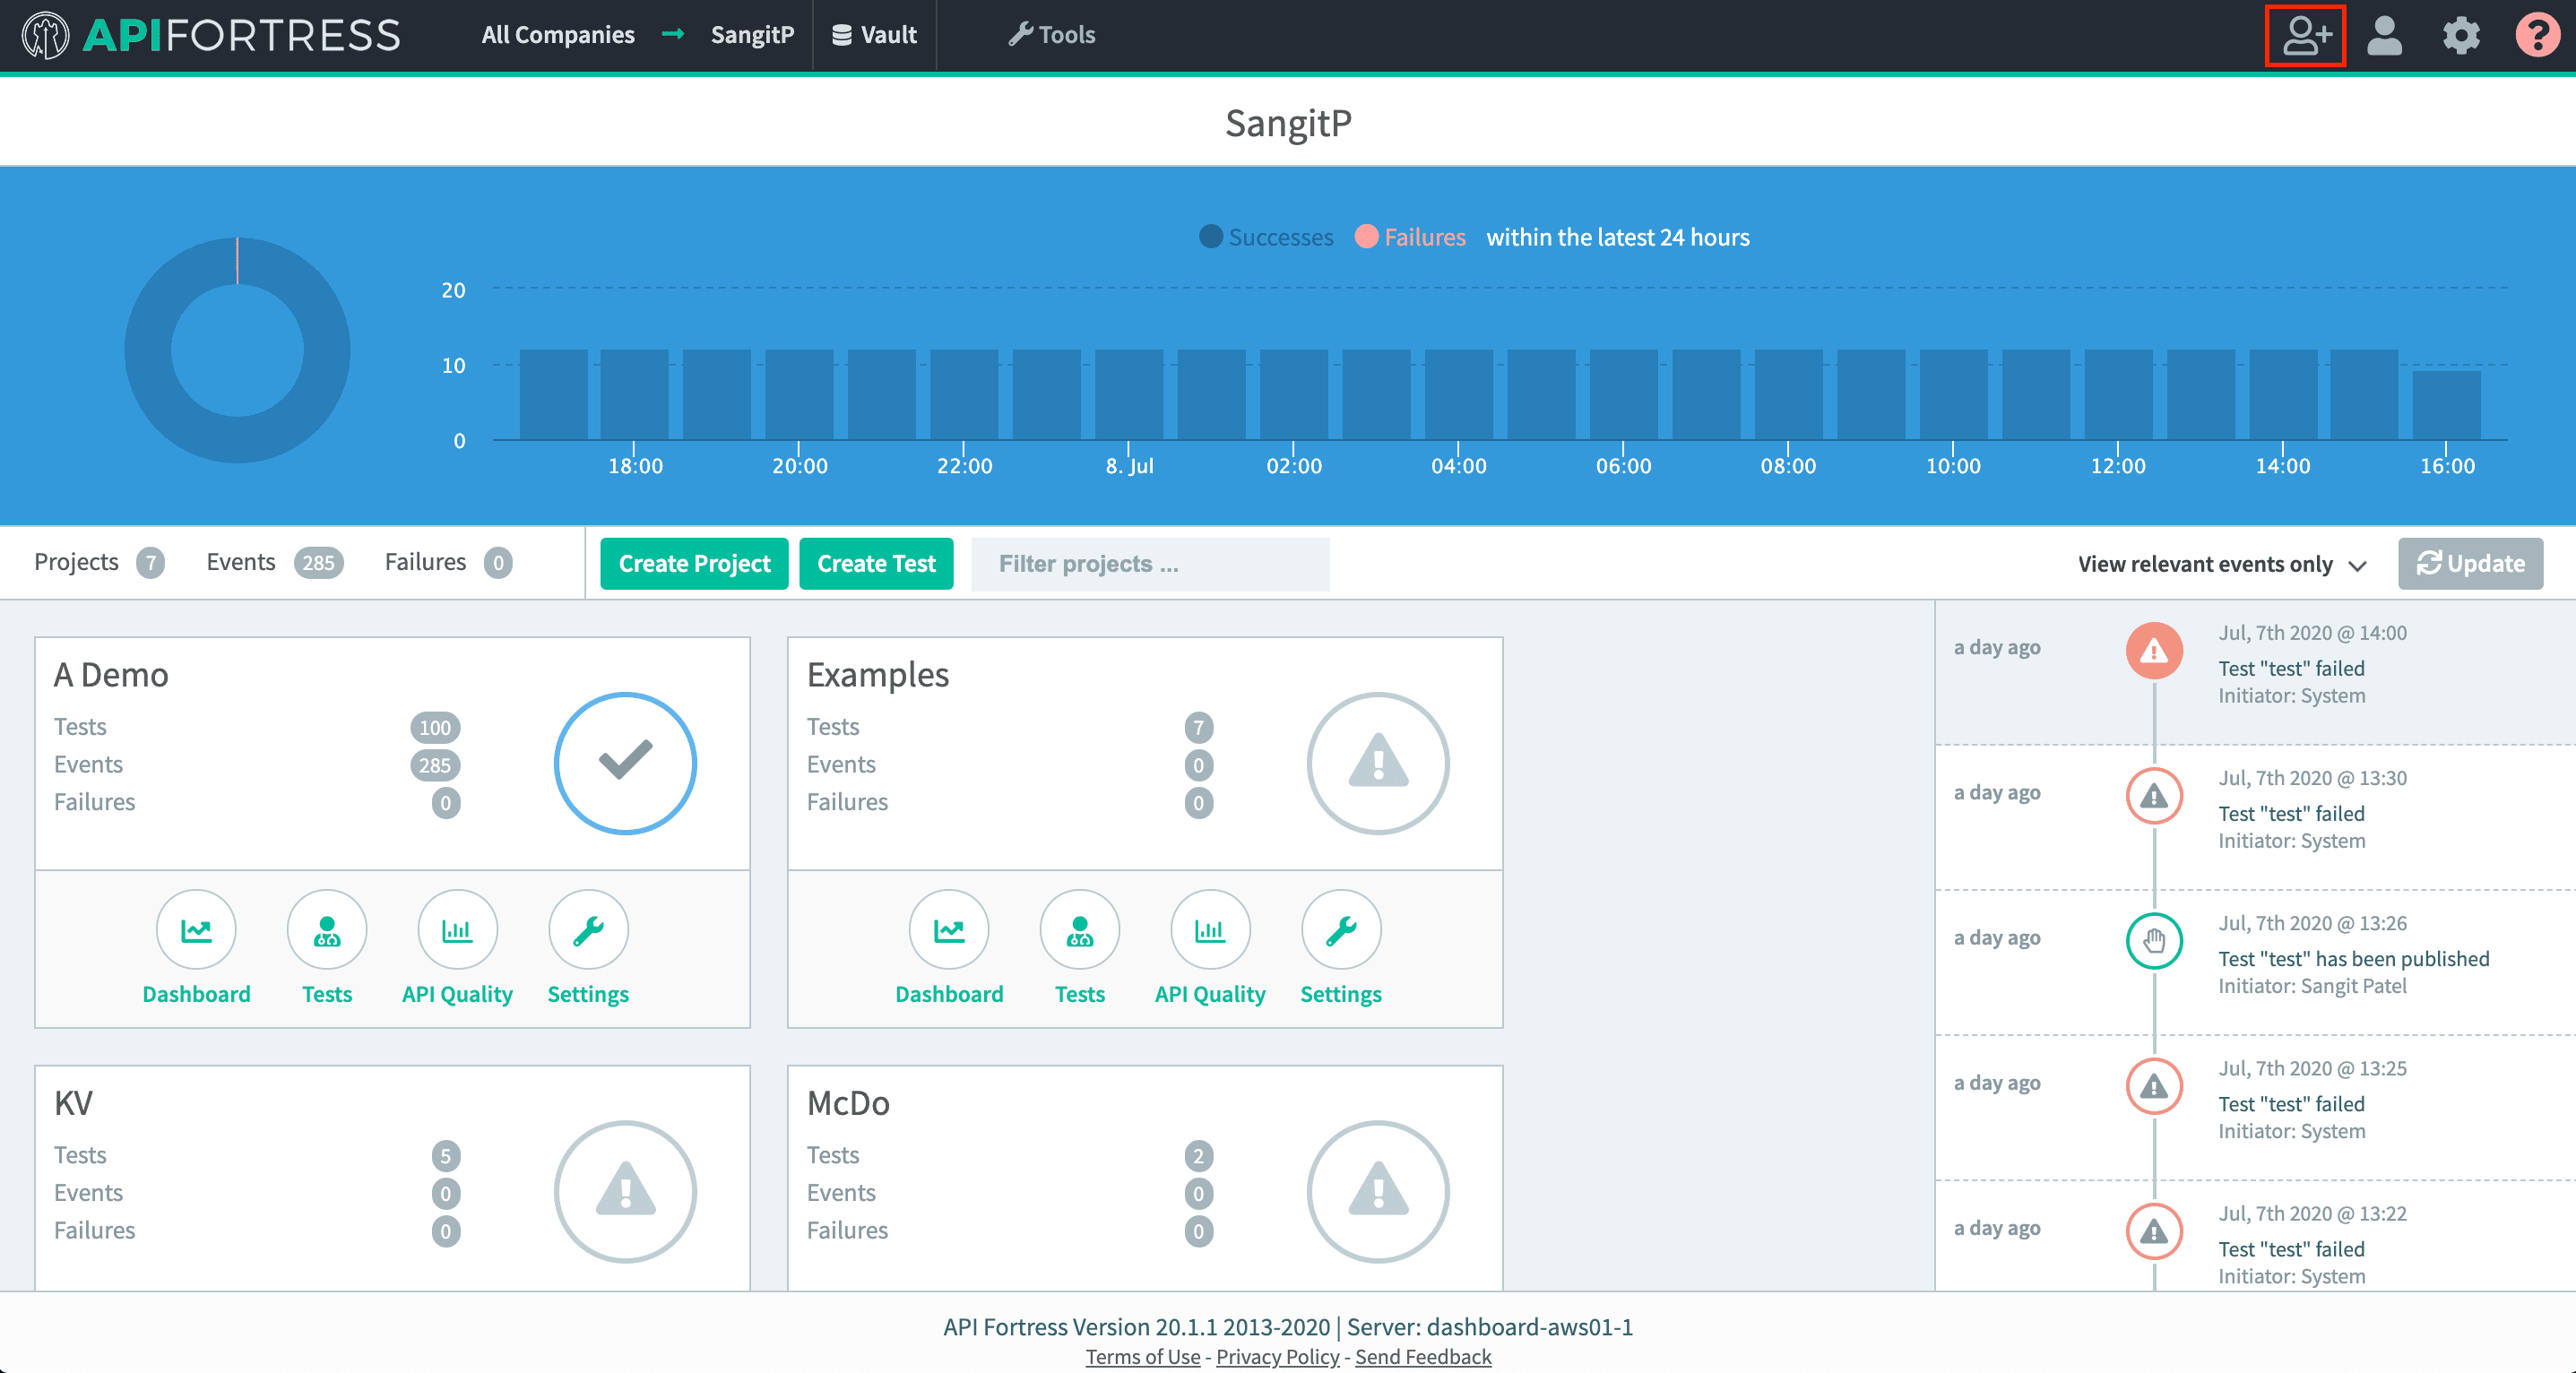 APIFORTRESS
All Companies
SangitP
Vault
Tools
?
SangitP
Successes Failures within the latest 24 hours
20
10
0
18:00 20:00 22:00 8. Jul 02:00 04:00 06:00 08:00 10:00 12:00 14:00 16:00
Projects 7 Events 285 Failures 0
Create Project
Create Test
Filter projects ...
View relevant events only
Update
A Demo
Tests 100
Events 285
Failures 0
Dashboard Tests API Quality Settings
Examples
Tests 7
Events 0
Failures 0
Dashboard Tests API Quality Settings
KV
Tests 5
Events 0
Failures 0
McDo
Tests 2
Events 0
Failures 0
a day ago
Jul, 7th 2020 @ 14:00
Test "test" failed
Initiator: System
a day ago
Jul, 7th 2020 @ 13:30
Test "test" failed
Initiator: System
a day ago
Jul, 7th 2020 @ 13:26
Test "test" has been published
Initiator: Sangit Patel
a day ago
Jul, 7th 2020 @ 13:25
Test "test" failed
Initiator: System
a day ago
Jul, 7th 2020 @ 13:22
Test "test" failed
Initiator: System
API Fortress Version 20.1.1 2013-2020 | Server: dashboard-aws01-1
Terms of Use - Privacy Policy - Send Feedback